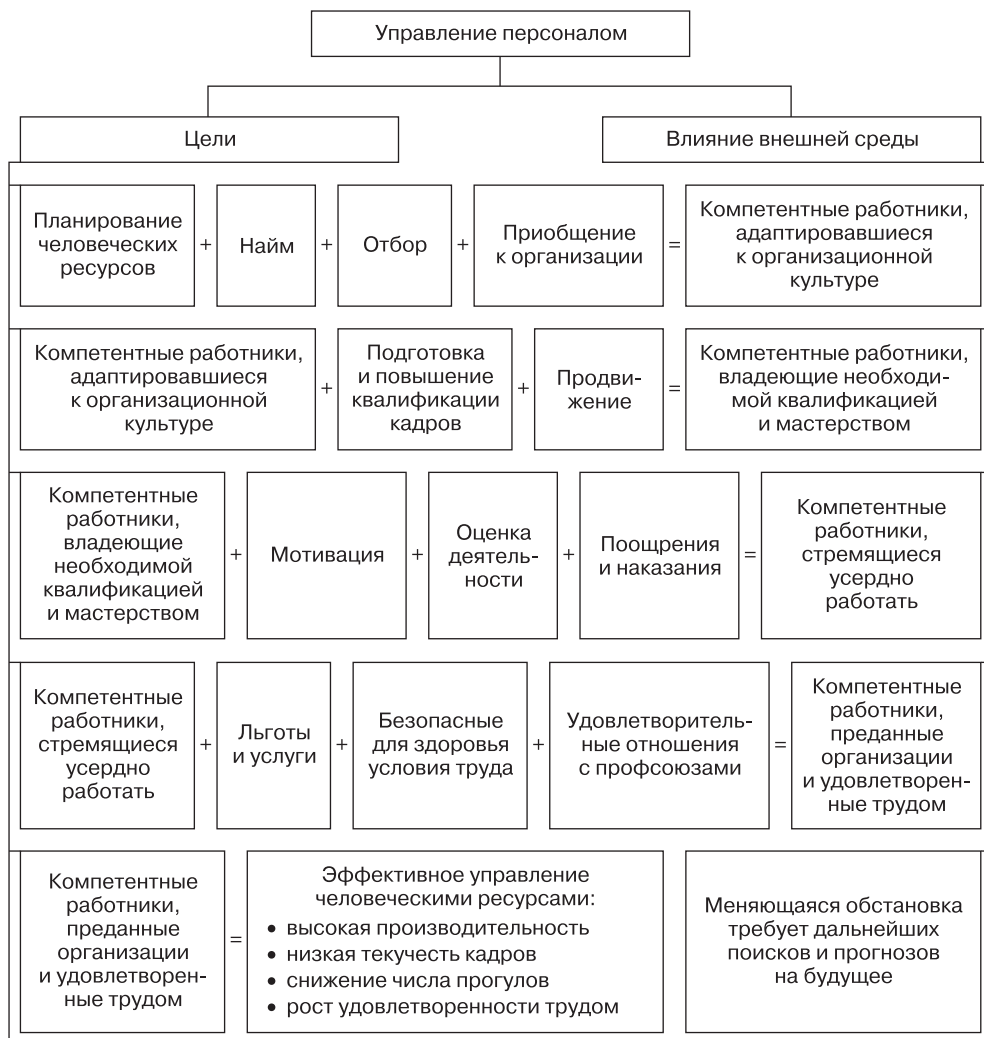 Управление персоналом
Цели
Влияние внешней среды
Планирование
человеческих
ресурсов
+
Найм
+
Отбор
+
Приобщение
к организации
=
Компетентные работники,
адаптировавшиеся
к организационной
культуре
Компетентные работники,
адаптировавшиеся
к организационной
культуре
+
Подготовка
и повышение
квалификации
кадров
+
Продви-
жение
=
Компетентные работники,
владеющие необходи-
мой квалификацией
и мастерством
Компетентные
работники,
владеющие
необходимой
квалификацией
и мастерством
+
Мотивация
+
Оценка
деятель-
ности
+
Поощрения
и наказания
=
Компетентные
работники,
стремящиеся
усердно
работать
Компетентные
работники,
стремящиеся
усердно
работать
+
Льготы
и услуги
+
Безопасные
для здоровья
условия труда
+
Удовлетворитель-
ные отношения
с профсоюзами
=
Компетентные
работники,
преданные
организации
и удовлетворен-
ные трудом
Компетентные
работники,
преданные
организации
и удовлетворен-
ные трудом
=
Эффективное управление
человеческими ресурсами:
• высокая производительность
• низкая текучесть кадров
• снижение числа прогулов
• рост удовлетворенности трудом
Меняющаяся обстановка
требует дальнейших
поисков и прогнозов
на будущее